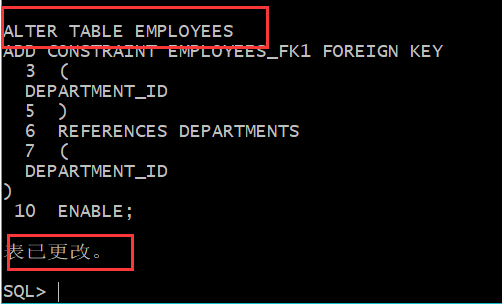 ALTER TABLE EMPLOYEES
ADD CONSTRAINT EMPLOYEES_FK1 FOREIGN KEY
3 (
DEPARTMENT_ID
5 )
6 REFERENCES DEPARTMENTS
7 (
DEPARTMENT_ID
)
10 ENABLE;
表已更改。
SQL>